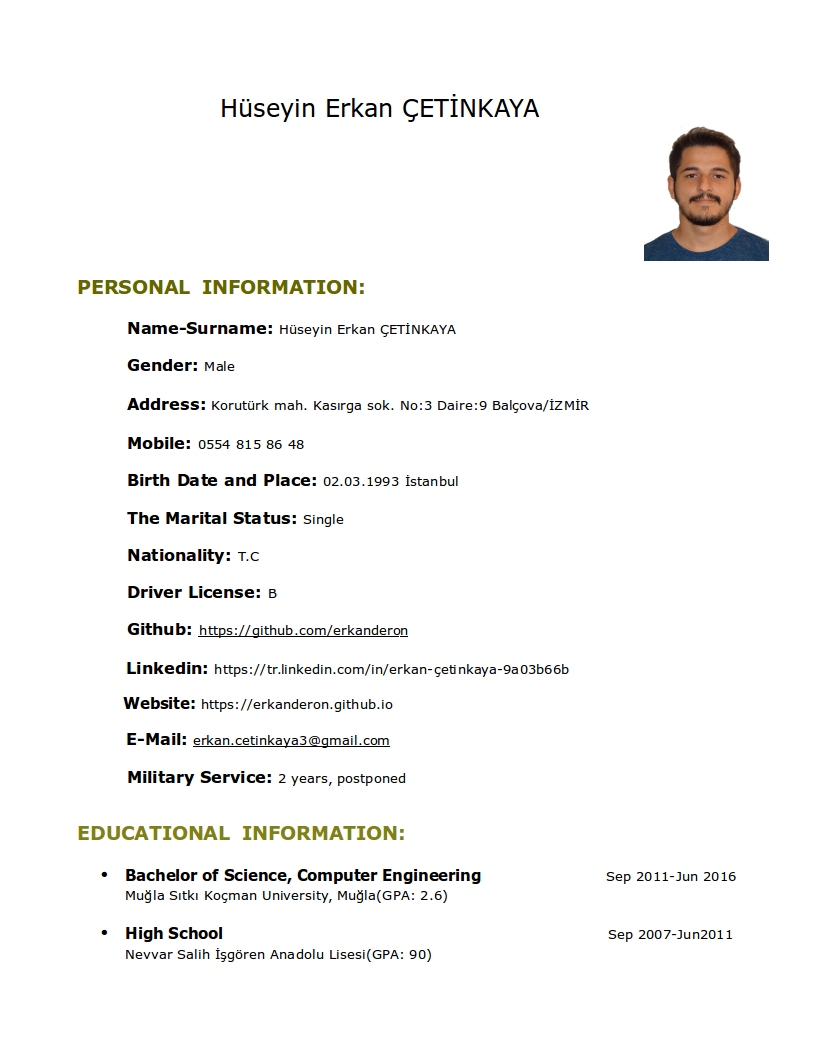 Hüseyin Erkan ÇETİNKAYA
PERSONAL INFORMATION:
Name-Surname: Hüseyin Erkan ÇETİNKAYA
Gender: Male
Address: Korutürk mah. Kasırga sok. No:3 Daire:9 Balçova/İZMİR
Mobile: 0554 815 86 48
Birth Date and Place: 02.03.1993 İstanbul
The Marital Status: Single
Nationality: T.C
Driver License: B
Github: https://github.com/erkanderon
Linkedin: https://tr.linkedin.com/in/erkan-çetinkaya-9a03b66b
Website: https://erkanderon.github.io
E-Mail: erkan.cetinkaya3@gmail.com
Military Service: 2 years, postponed
EDUCATIONAL INFORMATION:
• Bachelor of Science, Computer Engineering Sep 2011-Jun 2016
Muğla Sıtkı Koçman University, Muğla(GPA: 2.6)
• High School Sep 2007-Jun2011
Nevvar Salih İşgören Anadolu Lisesi(GPA: 90)